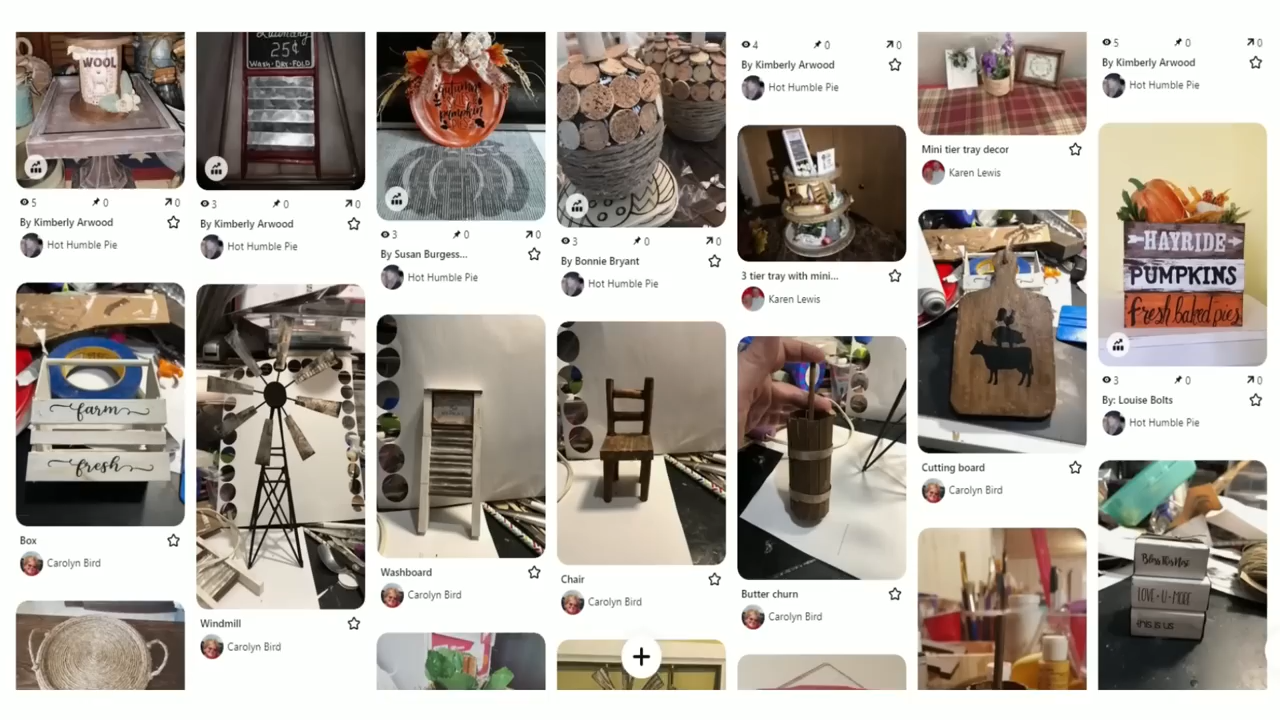 WOOL
5 0 0
By Kimberly Arwood
Hot Humble Pie
farm
fresh
Box
Carolyn Bird
Laundry
25¢
WASH·DRY·FOLD
3 0 0
By Kimberly Arwood
Hot Humble Pie
Windmill
Carolyn Bird
autumn
pumpkin
3 0 0
By Susan Burgess...
Hot Humble Pie
Washboard
Carolyn Bird
3 0 0
By Bonnie Bryant
Hot Humble Pie
Chair
Carolyn Bird
4 0 0
By Kimberly Arwood
Hot Humble Pie
3 tier tray with mini...
Karen Lewis
Butter churn
Carolyn Bird
Mini tier tray decor
Karen Lewis
Cutting board
Carolyn Bird
5 0 0
By Kimberly Arwood
Hot Humble Pie
HAYRIDE
PUMPKINS
fresh baked pies
3 0 0
By: Louise Bolts
Hot Humble Pie
Bless This Nest
LOVE·U·MORE
this is us